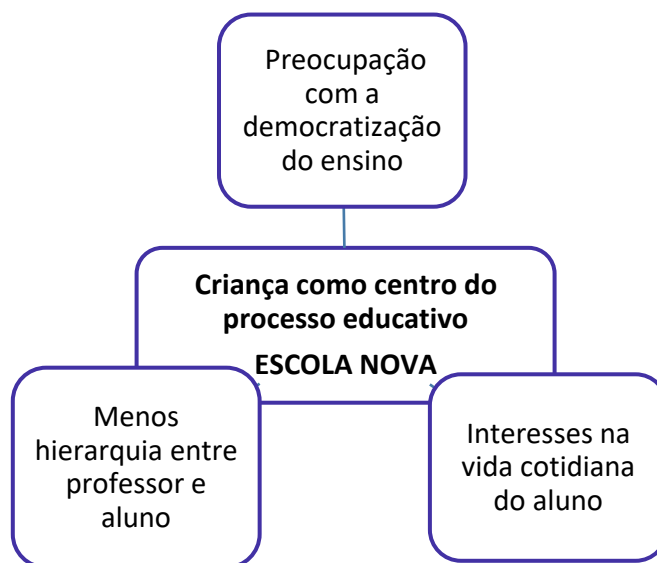 Preocupação
com a
democratização
do ensino
Criança como centro do
processo educativo
ESCOLA NOVA
Menos
hierarquia entre
professor e
aluno
Interesses na
vida cotidiana
do aluno